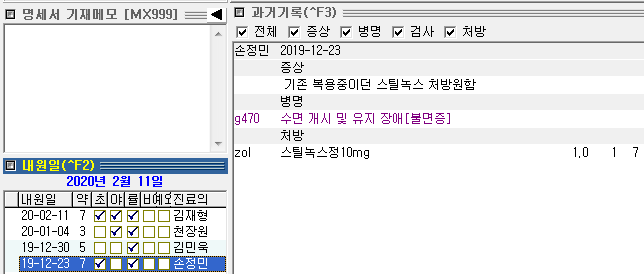 명세서 기재메모 [MX999]
내원일(^F2)
2020년 2월 11일
내원일 약 초 야 률 비 예 모 진료의
20-02-11 7 김재형
20-01-04 3 천장원
19-12-30 5 김민욱
19-12-23 7 손정민
과거기록(^F3)
전체 증상 병명 검사 처방
손정민 2019-12-23
증상
기존 복용중이던 스틸녹스 처방원함
병명
g470 수면 개시 및 유지 장애[불면증]
처방
zol 스틸녹스정10mg 1,0 1 7